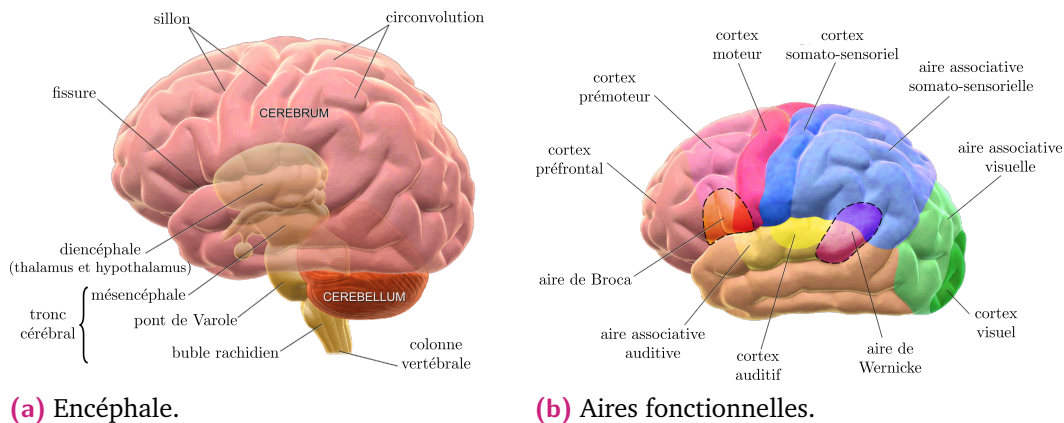 sillon
circonvolution
fissure
CEREBRUM
diencéphale
(thalamus et hypothalamus)
mésencéphale
tronc
cérébral
pont de Varole
buble rachidien
CEREBELLUM
colonne
vertébrale
(a) Encéphale.
cortex
moteur
cortex
somato-sensoriel
cortex
prémoteur
aire associative
somato-sensorielle
cortex
préfrontal
aire associative
visuelle
aire de Broca
aire associative
auditive
cortex
auditif
aire de
Wernicke
cortex
visuel
(b) Aires fonctionnelles.